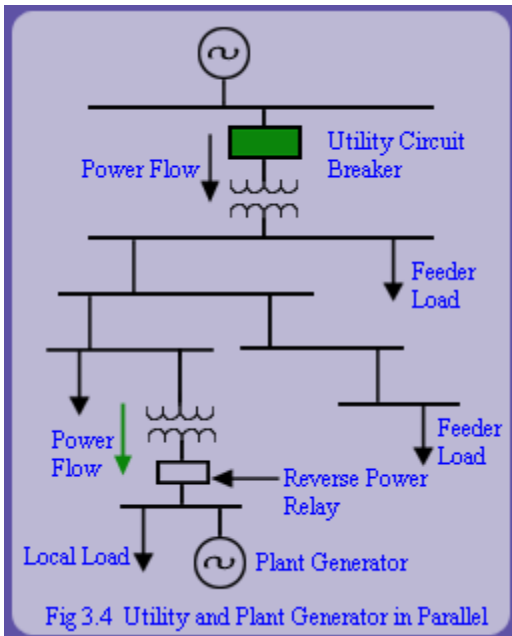 Utility Circuit
Breaker
Power Flow
Feeder
Load
Power
Flow
Feeder
Load
Reverse Power
Relay
Local Load
Plant Generator
Fig 3.4 Utility and Plant Generator in Parallel